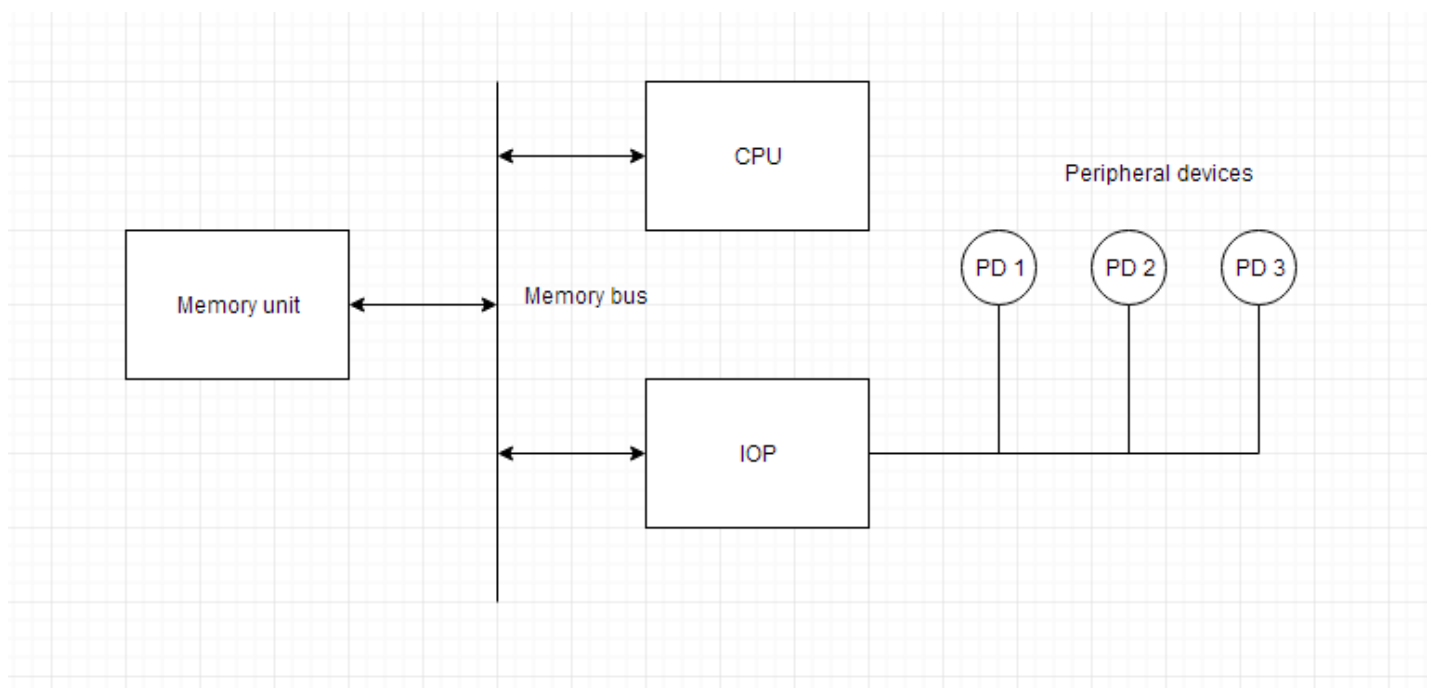 CPU
Peripheral devices
PD 1
PD 2
PD 3
Memory unit
Memory bus
IOP